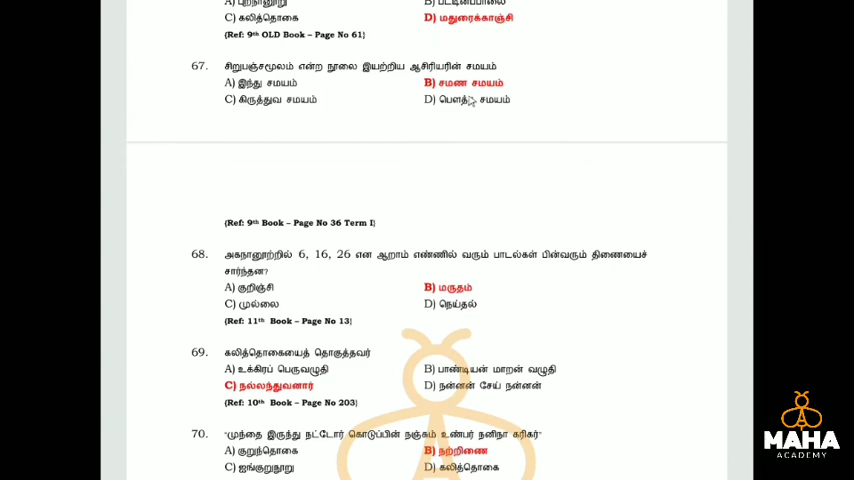 A) புறநானூறு B) பட்டினப்பாலை
C) கலித்தொகை D) மதுரைக்காஞ்சி
{Ref: 9th OLD Book – Page No 61}
67. சிறுபஞ்சமூலம் என்ற நூலை இயற்றிய ஆசிரியரின் சமயம்
A) இந்து சமயம் B) சமண சமயம்
C) கிருத்துவ சமயம் D) பௌத்த சமயம்
{Ref: 9th Book – Page No 36 Term I}
68. அகநானூற்றில் 6, 16, 26 என ஆறாம் எண்ணில் வரும் பாடல்கள் பின்வரும் திணையைச்
சார்ந்தன?
A) குறிஞ்சி B) மருதம்
C) முல்லை D) நெய்தல்
{Ref: 11th Book – Page No 13}
69. கலித்தொகையைத் தொகுத்தவர்
A) உக்கிரப் பெருவழுதி B) பாண்டியன் மாறன் வழுதி
C) நல்லந்துவனார் D) நன்னன் சேய் நன்னன்
{Ref: 10th Book – Page No 203}
70. "முந்தை இருந்து நட்டோர் கொடுப்பின் நஞ்சும் உண்பர் நனிநா கரிகர்"
A) குறுந்தொகை B) நற்றிணை
C) ஐங்குறுநூறு D) கலித்தொகை
MAHA
ACADEMY